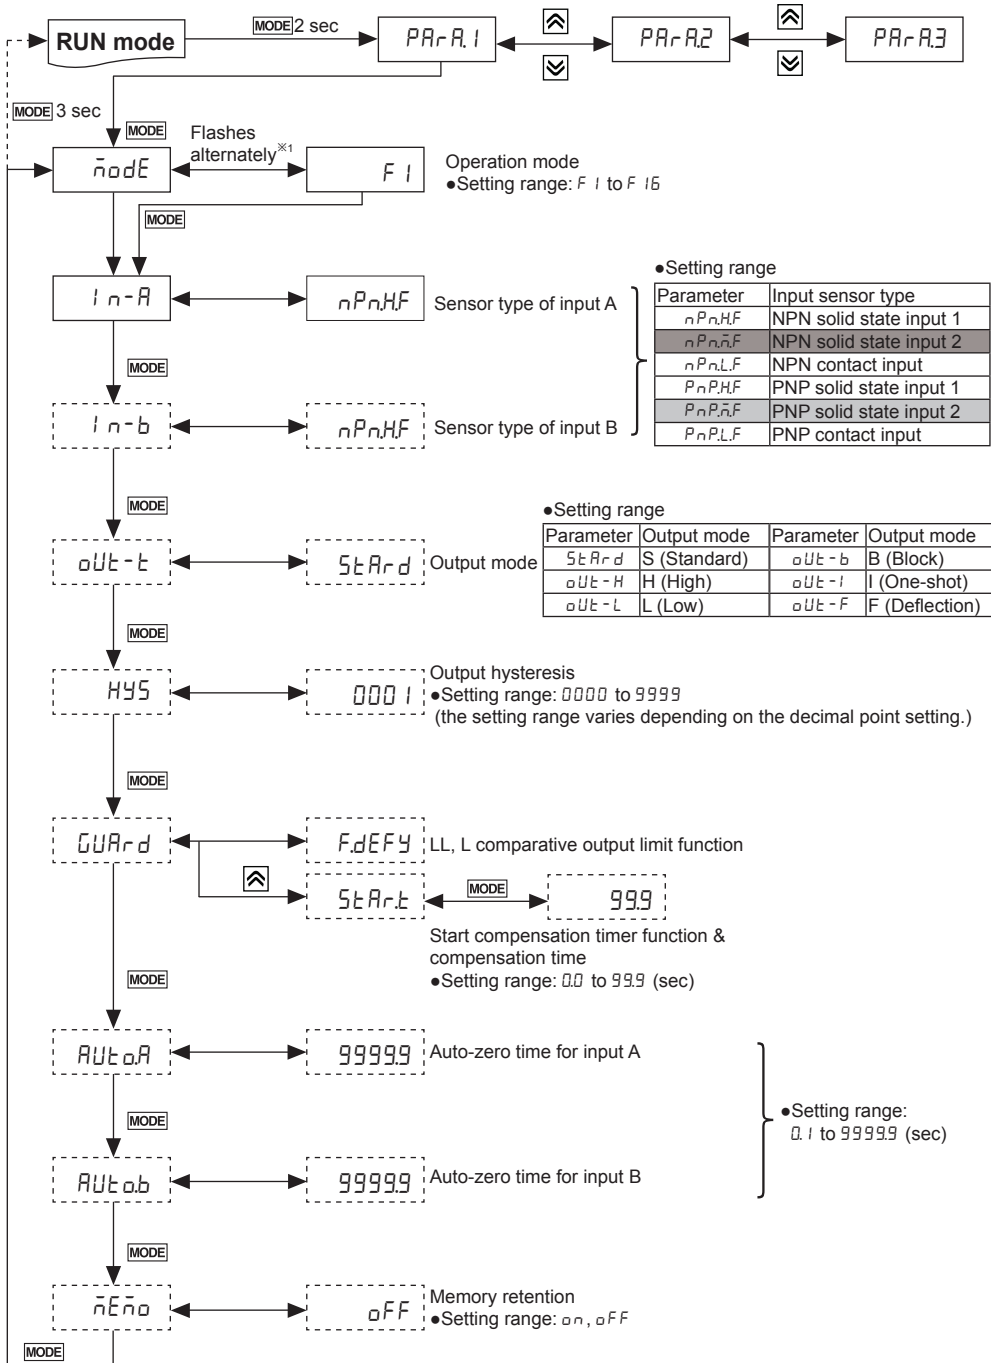 RUN mode
MODE 2 sec
PArA.1
PArA.2
PArA.3
MODE 3 sec
MODE
Flashes
alternately※1
modE
F 1
Operation mode
●Setting range: F 1 to F 16
MODE
In-A
nPn.H.F
Sensor type of input A
MODE
In-b
nPn.H.F
Sensor type of input B
●Setting range
Parameter Input sensor type
nPn.H.F NPN solid state input 1
nPn.m.F NPN solid state input 2
nPn.L.F NPN contact input
PnP.H.F PNP solid state input 1
PnP.m.F PNP solid state input 2
PnP.L.F PNP contact input
MODE
oUt-t
StArd
Output mode
●Setting range
Parameter Output mode Parameter Output mode
StArd S (Standard) oUt-b B (Block)
oUt-H H (High) oUt-I I (One-shot)
oUt-L L (Low) oUt-F F (Deflection)
MODE
HYS
0001
Output hysteresis
●Setting range: 0000 to 9999
(the setting range varies depending on the decimal point setting.)
MODE
GUArd
F.dEFY
LL, L comparative output limit function
StAr.t
MODE
99.9
Start compensation timer function &
compensation time
●Setting range: 0.0 to 99.9 (sec)
MODE
AUto.A
9999.9
Auto-zero time for input A
MODE
AUto.b
9999.9
Auto-zero time for input B
●Setting range:
0.1 to 9999.9 (sec)
MODE
mEmo
oFF
Memory retention
●Setting range: on, oFF
MODE